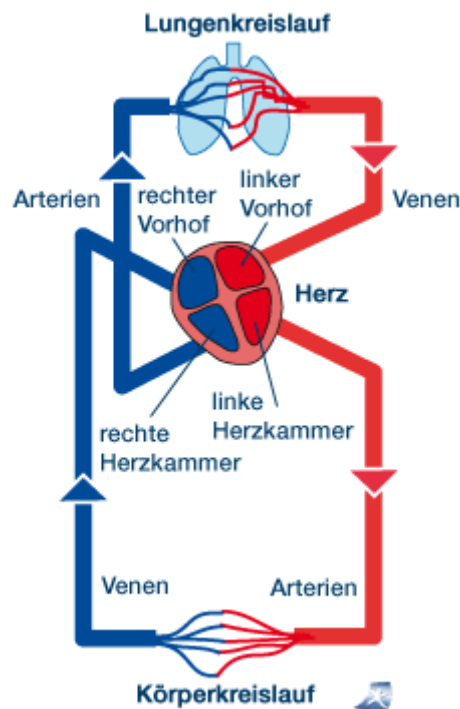 Lungenkreislauf
Arterien
rechter
Vorhof
linker
Vorhof
Venen
Herz
rechte
Herzkammer
linke
Herzkammer
Venen
Arterien
Körperkreislauf